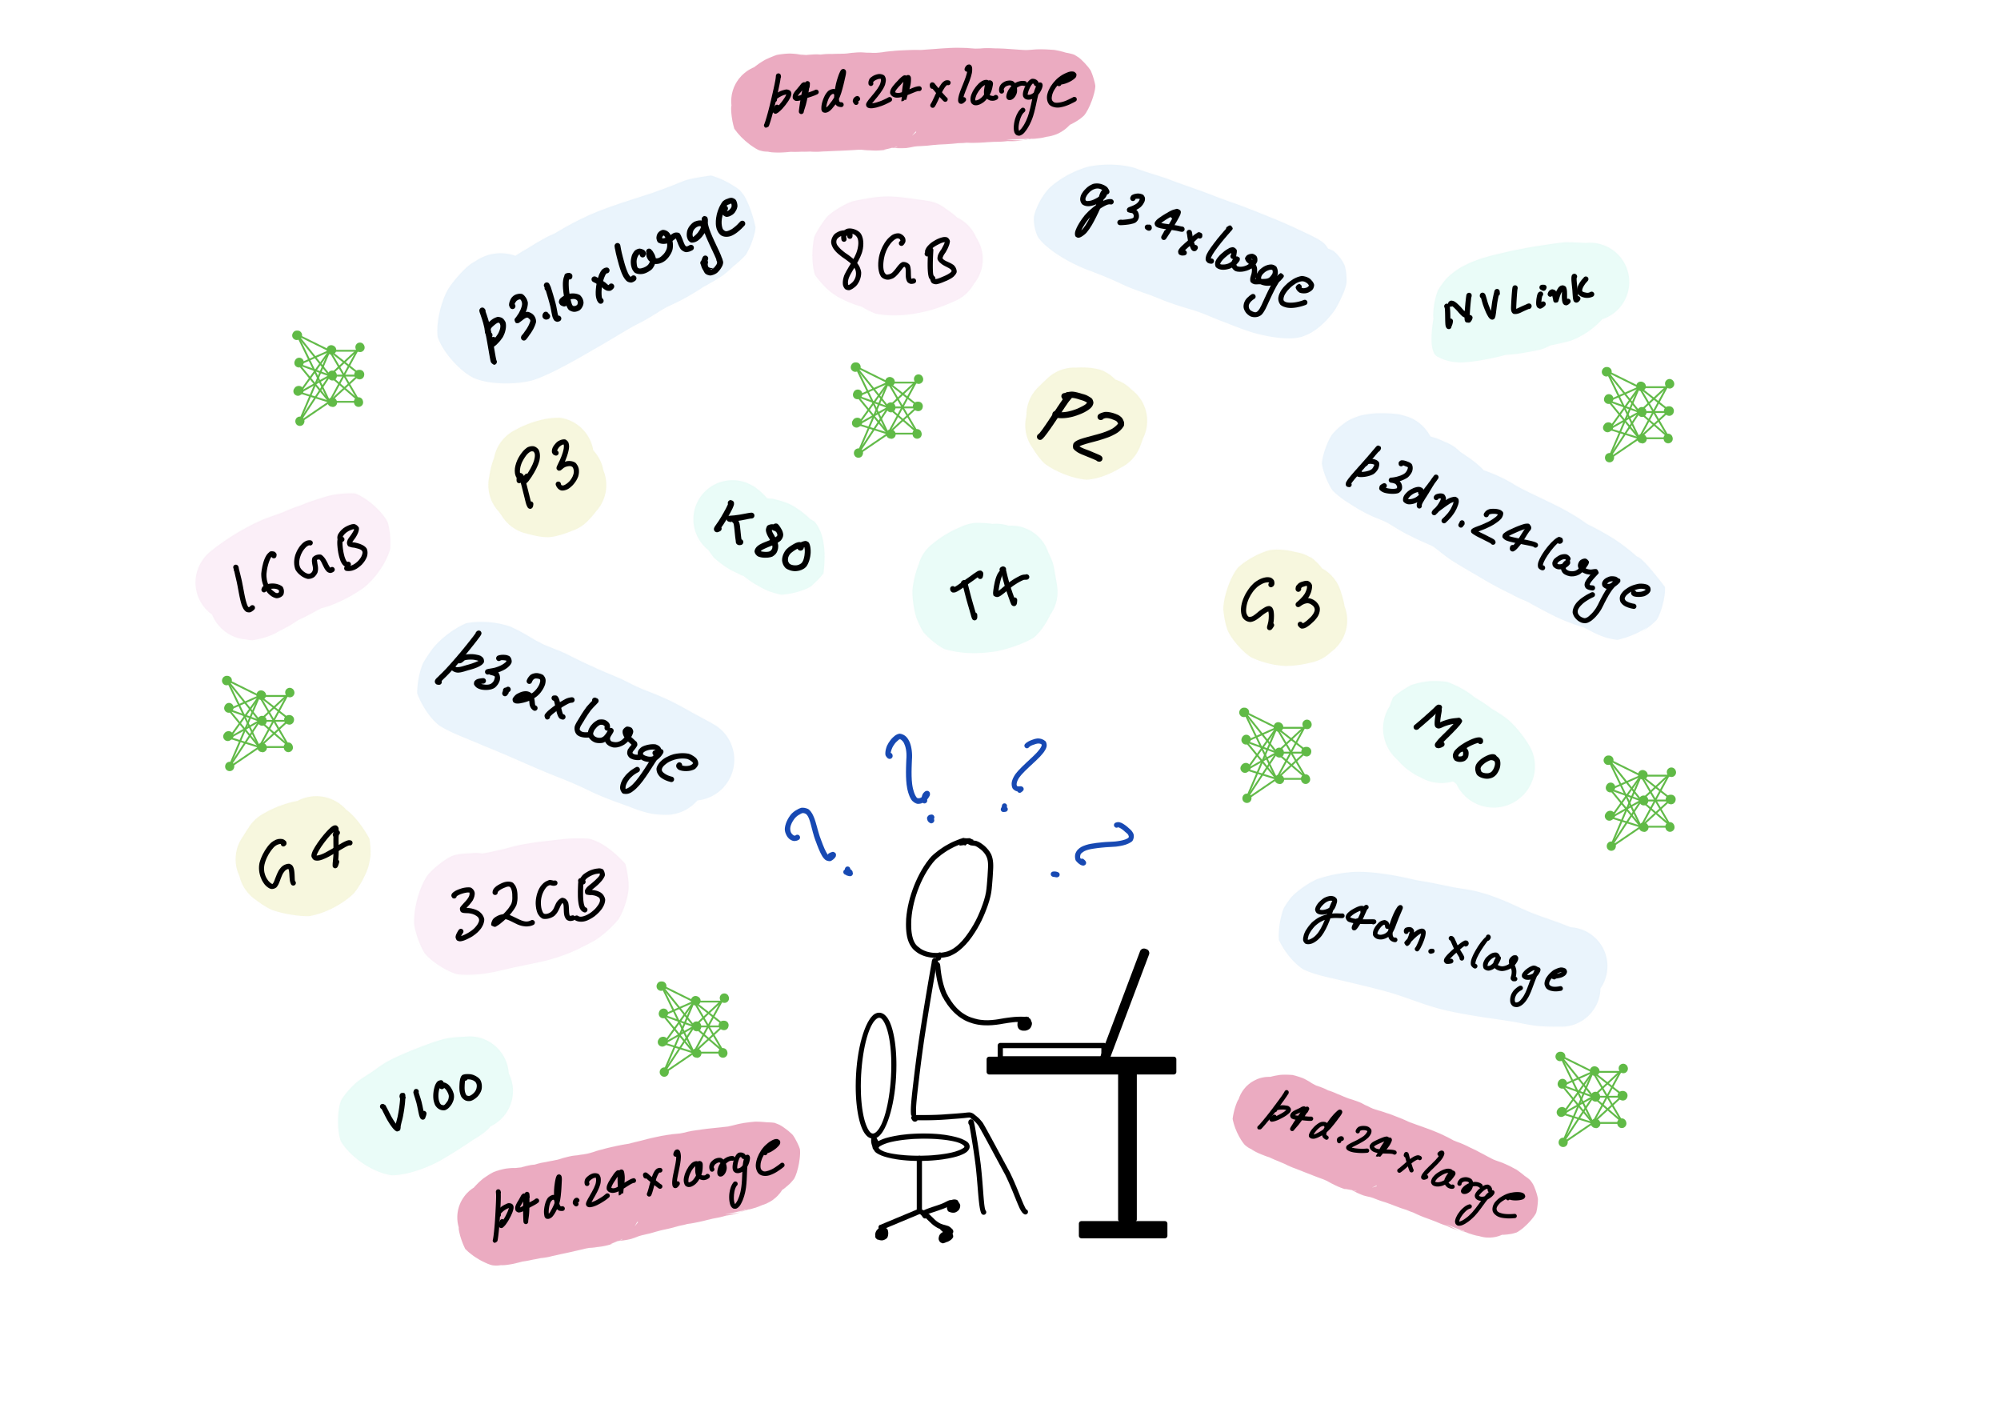 p4d.24xlarge
p3.16xlarge
8GB
g3.4xlarge
NVLink
P3
P2
p3dn.24large
16GB
K80
T4
G3
p3.2xlarge
M60
? ? ? ?
G4
32GB
g4dn.xlarge
V100
p4d.24xlarge
p4d.24xlarge